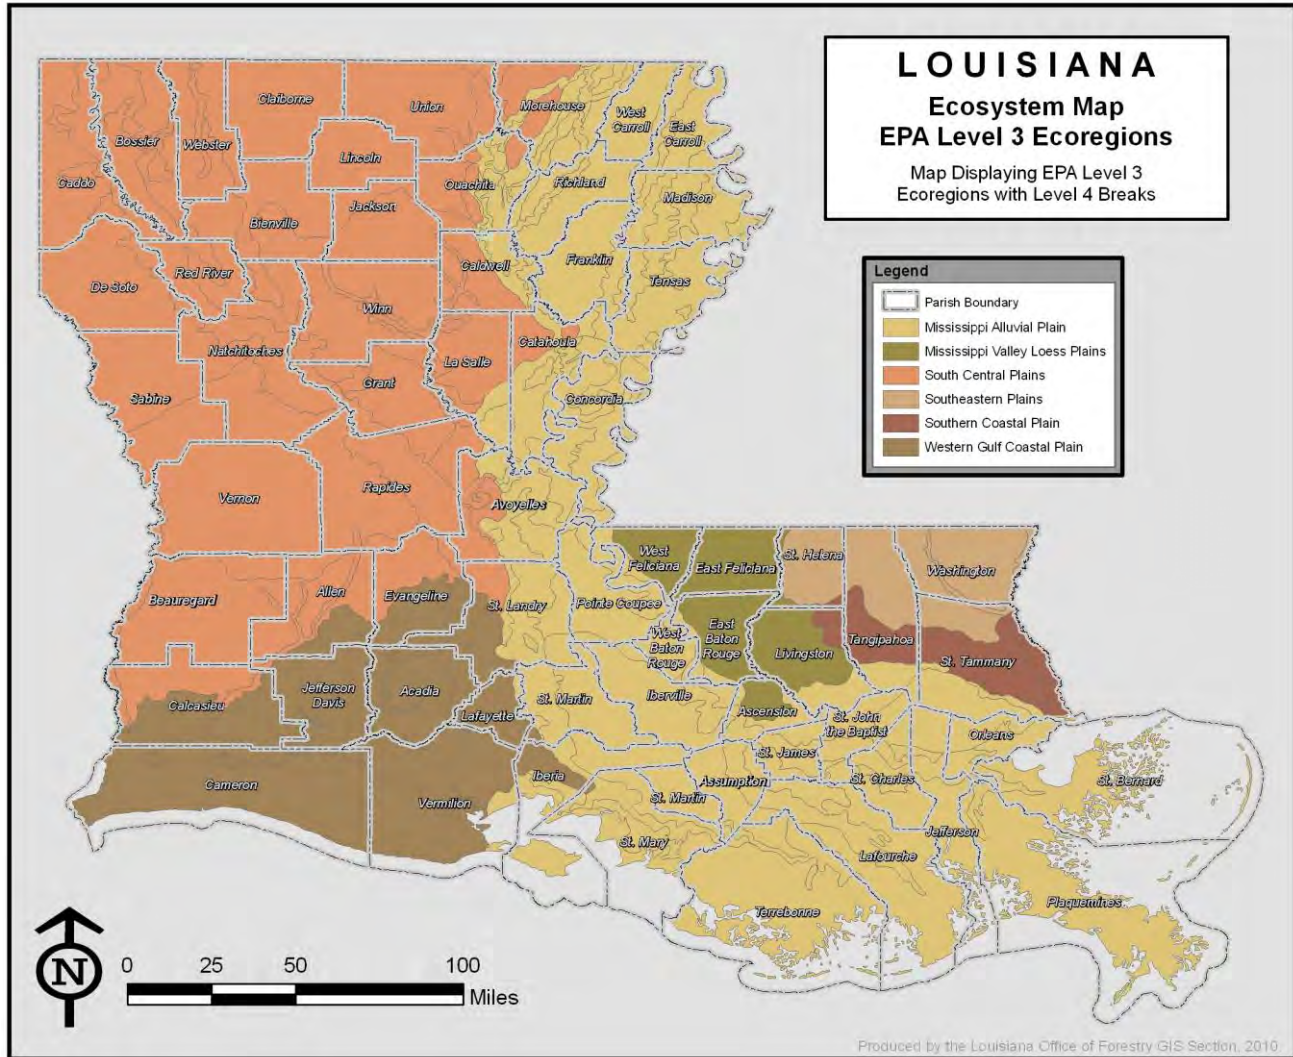 LOUISIANA
Ecosystem Map
EPA Level 3 Ecoregions
Map Displaying EPA Level 3
Ecoregions with Level 4 Breaks
Legend
Parish Boundary
Mississippi Alluvial Plain
Mississippi Valley Loess Plains
South Central Plains
Southeastern Plains
Southern Coastal Plain
Western Gulf Coastal Plain
Claiborne
Union
Morehouse
West
Carroll
East
Carroll
Bossier
Webster
Lincoln
Caddo
Ouachita
Richland
Madison
Jackson
Bienville
Red River
De Soto
Caldwell
Franklin
Tensas
Winn
Natchitoches
La Salle
Catahoula
Grant
Sabine
Concordia
Vernon
Rapides
Avoyelles
West
Feliciana
East Feliciana
St. Helena
Washington
Beauregard
Allen
Evangeline
St. Landry
Pointe Coupee
East
Baton
Rouge
West
Baton
Rouge
Livingston
Tangipahoa
St. Tammany
Calcasieu
Jefferson
Davis
Acadia
Lafayette
St. Martin
Iberville
Ascension
St. John
the Baptist
Orleans
St. James
Cameron
Vermilion
Iberia
St. Martin
Assumption
St. Charles
St. Bernard
St. Mary
Jefferson
Lafourche
Terrebonne
Plaquemines
N
0 25 50 100
Miles
Produced by the Louisiana Office of Forestry GIS Section, 2010